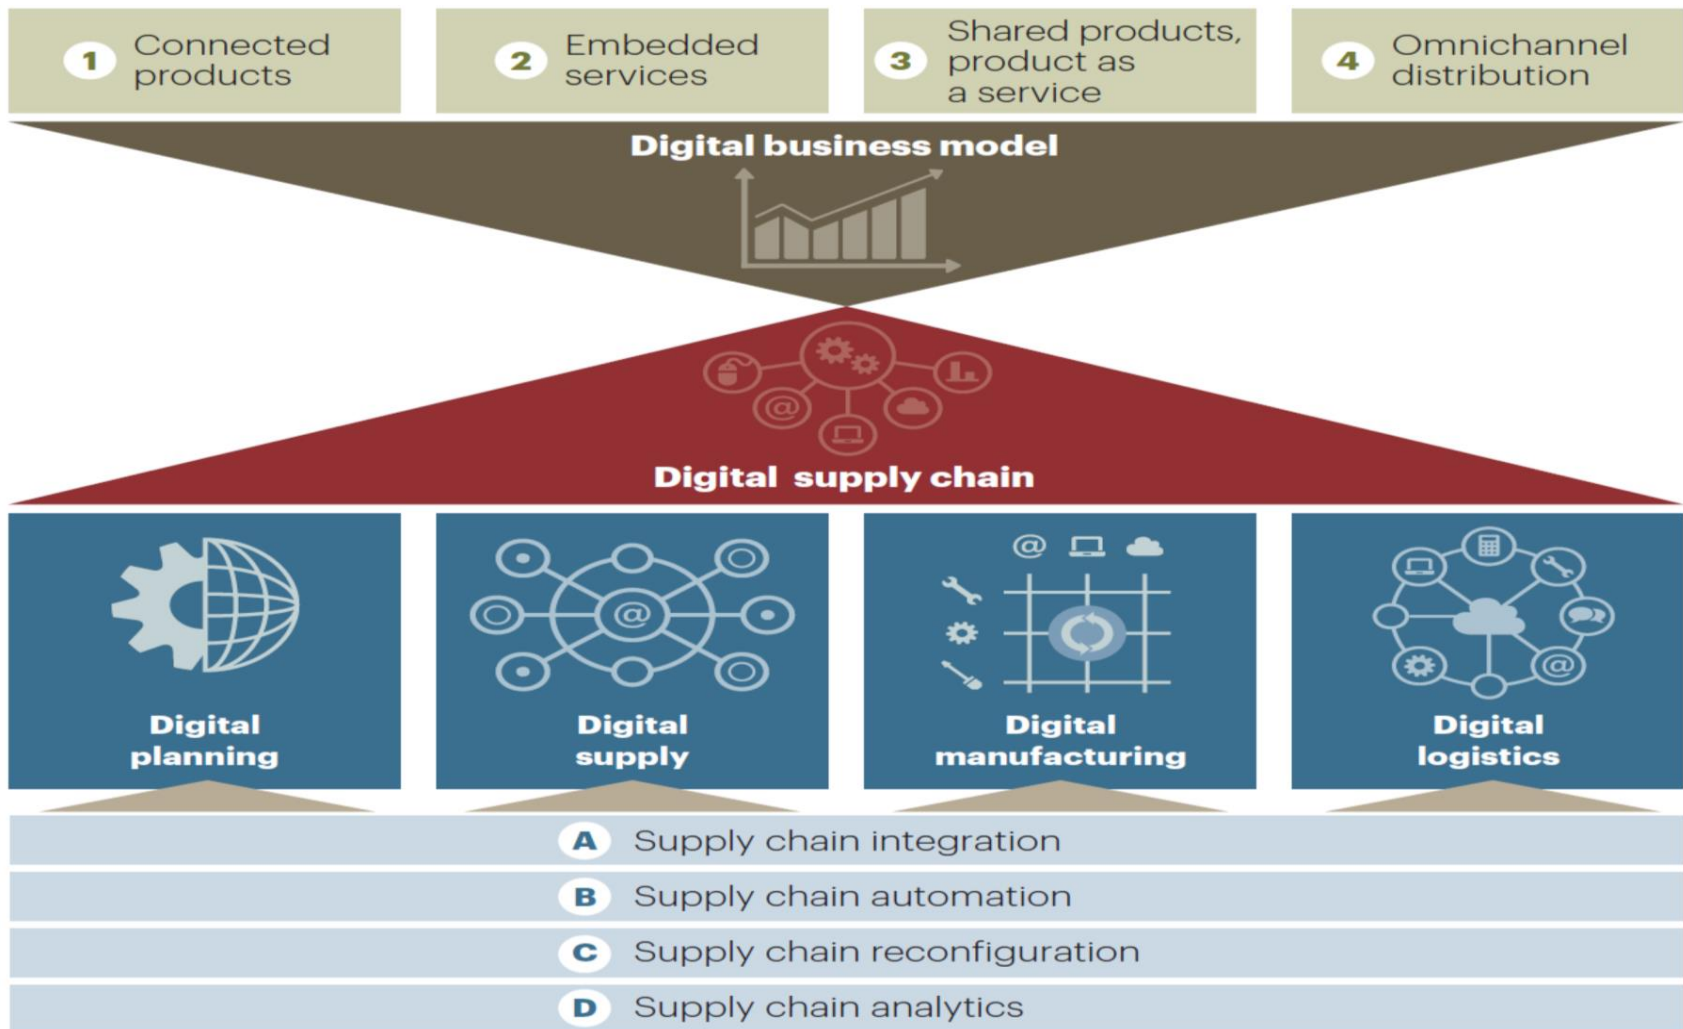 1 Connected
products
2 Embedded
services
3 Shared products,
product as
a service
4 Omnichannel
distribution
Digital business model
@
Digital supply chain
@
@
@
Digital
planning
Digital
supply
Digital
manufacturing
Digital
logistics
A Supply chain integration
B Supply chain automation
C Supply chain reconfiguration
D Supply chain analytics